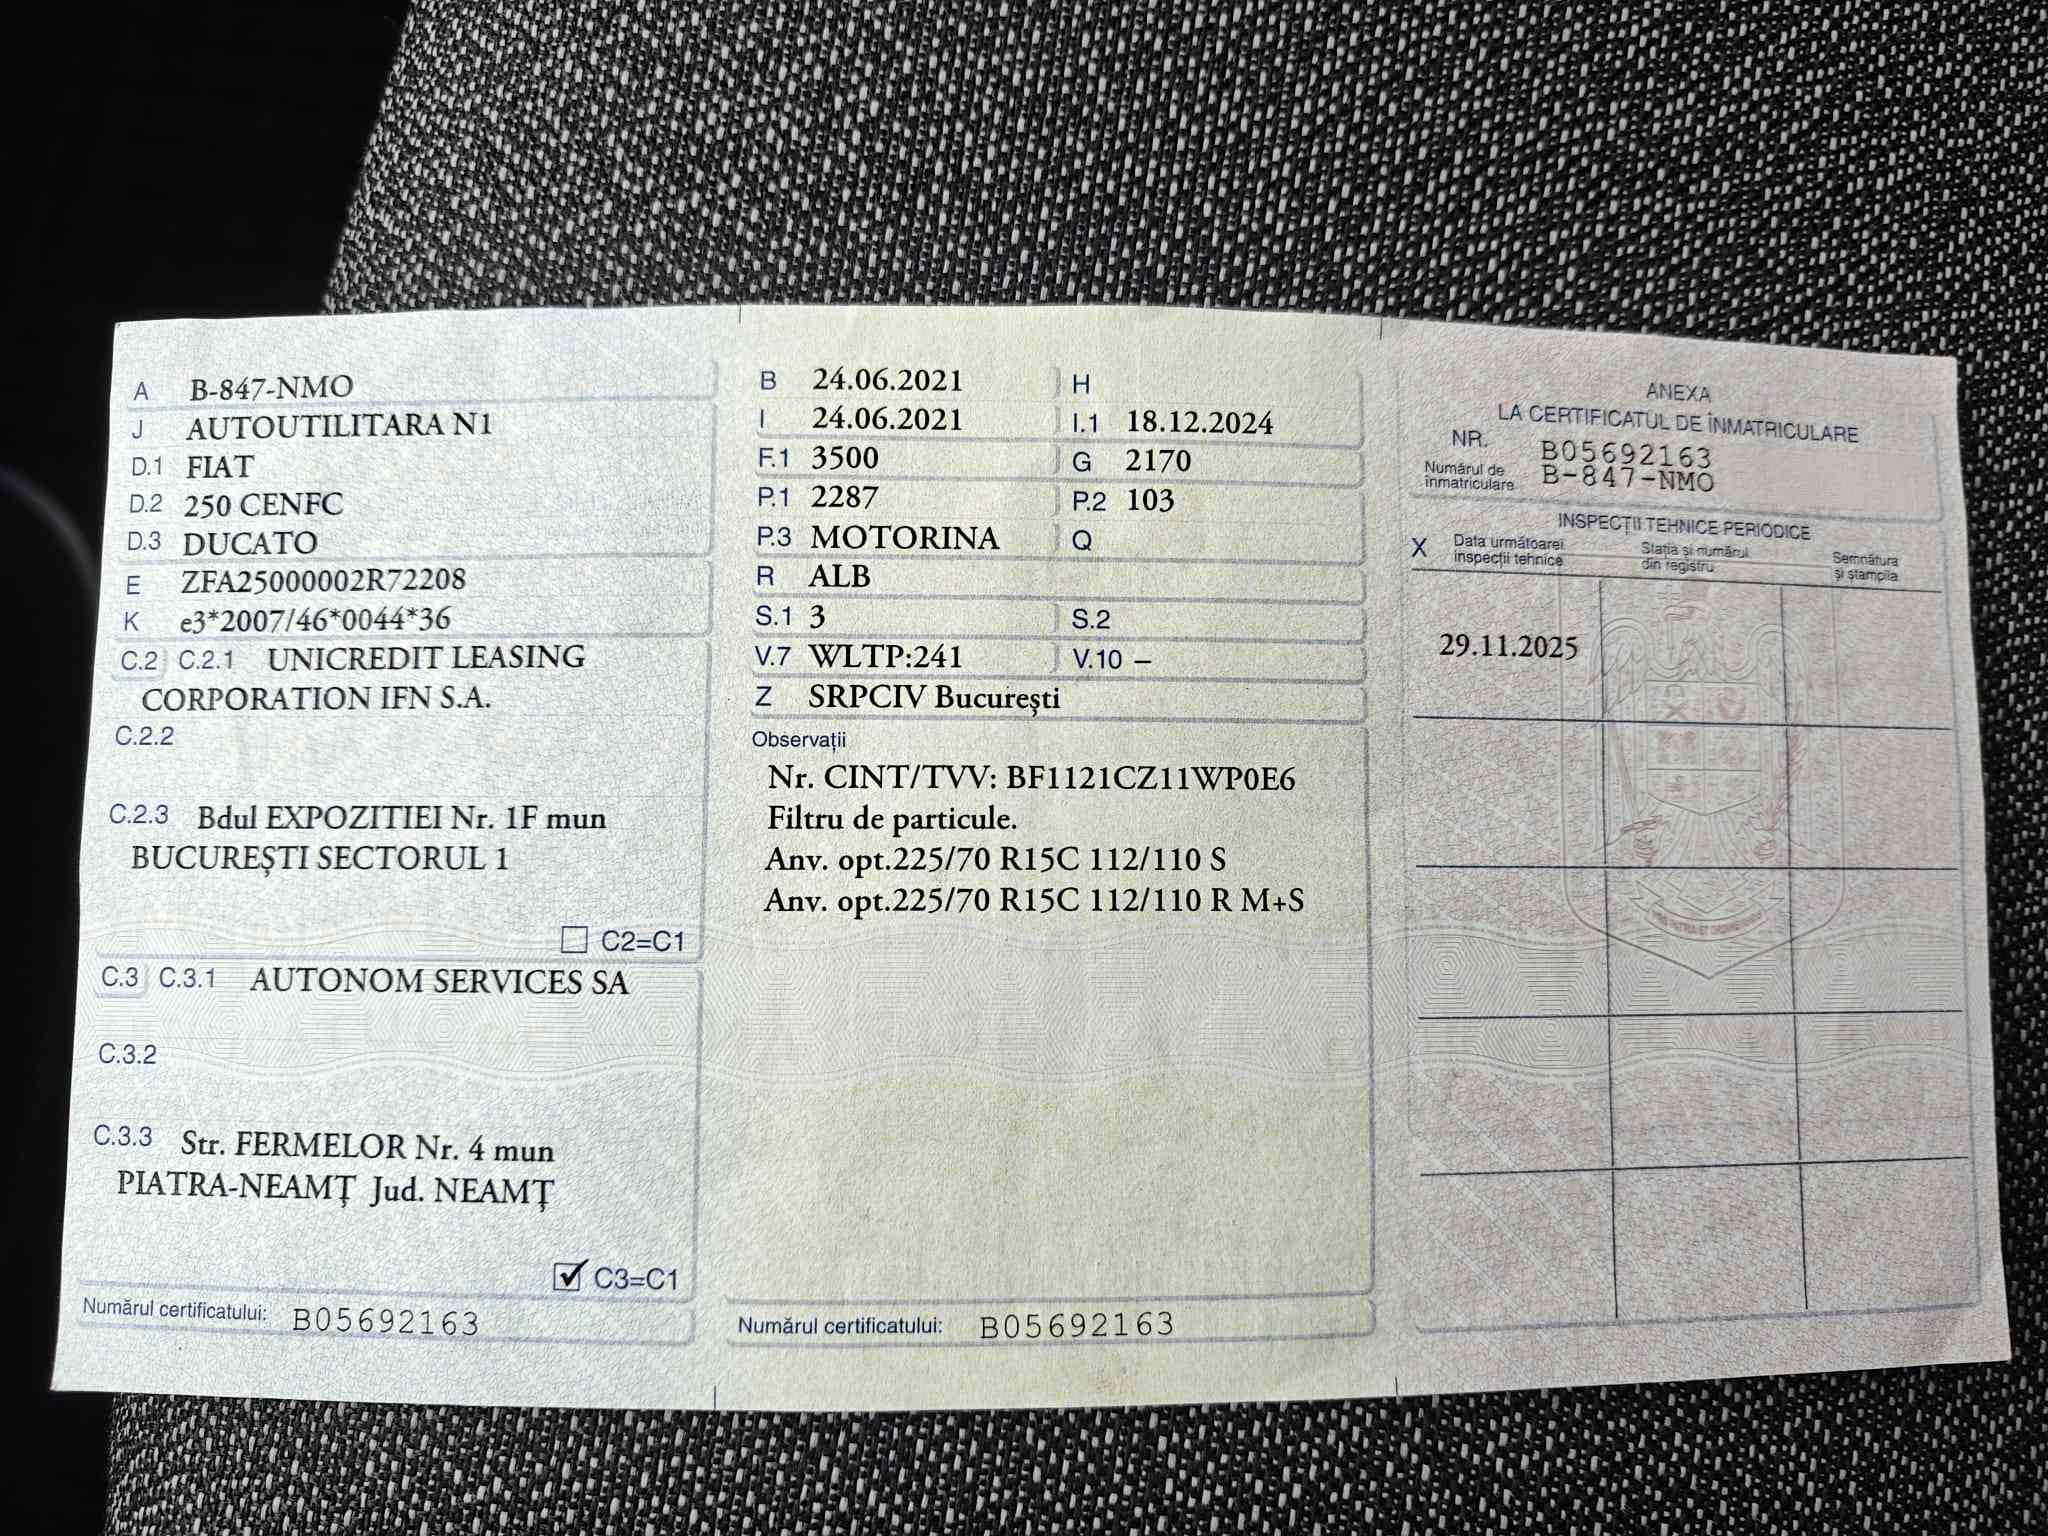 A B-847-NMO
J AUTOUTILITARA N1
D.1 FIAT
D.2 250 CENFC
D.3 DUCATO
E ZFA25000002R72208
K e3*2007/46*0044*36
C.2 C.2.1 UNICREDIT LEASING
CORPORATION IFN S.A.
C.2.2
C.2.3 Bdul EXPOZITIEI Nr. 1F mun
BUCUREȘTI SECTORUL 1
C2=C1
C.3 C.3.1 AUTONOM SERVICES SA
C.3.2
C.3.3 Str. FERMELOR Nr. 4 mun
PIATRA-NEAMȚ Jud. NEAMȚ
C3=C1
Numărul certificatului: B05692163
B 24.06.2021 H
I 24.06.2021 I.1 18.12.2024
F.1 3500 G 2170
P.1 2287 P.2 103
P.3 MOTORINA Q
R ALB
S.1 3 S.2
V.7 WLTP:241 V.10 –
Z SRPCIV București
Observații
Nr. CINT/TVV: BF1121CZ11WP0E6
Filtru de particule.
Anv. opt.225/70 R15C 112/110 S
Anv. opt.225/70 R15C 112/110 R M+S
Numărul certificatului: B05692163
ANEXA
LA CERTIFICATUL DE ÎNMATRICULARE
NR. B05692163
Numărul de
înmatriculare B-847-NMO
INSPECȚII TEHNICE PERIODICE
X Data următoarei
inspecții tehnice
Stația și numărul
din registru
Semnătura
și ștampila
29.11.2025